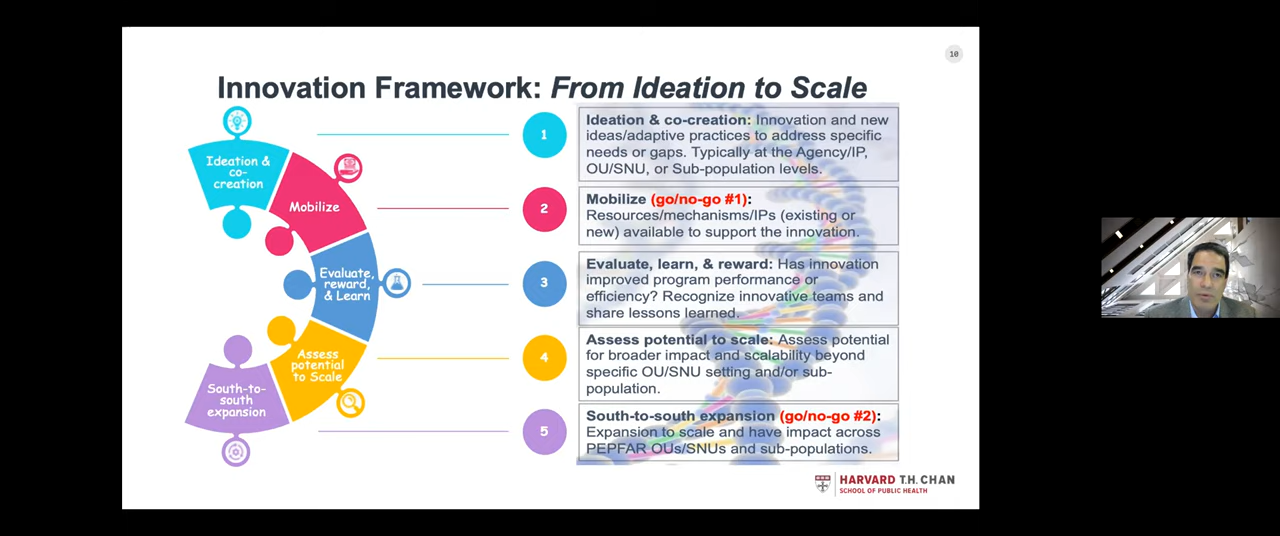 10
Innovation Framework: From Ideation to Scale
Ideation &
co-
creation
Mobilize
Evaluate,
reward,
& Learn
Assess
potential
to Scale
South-to-
south
expansion
1
Ideation & co-creation: Innovation and new
ideas/adaptive practices to address specific
needs or gaps. Typically at the Agency/IP,
OU/SNU, or Sub-population levels.
2
Mobilize (go/no-go #1):
Resources/mechanisms/IPs (existing or
new) available to support the innovation.
3
Evaluate, learn, & reward: Has innovation
improved program performance or
efficiency? Recognize innovative teams and
share lessons learned.
4
Assess potential to scale: Assess potential
for broader impact and scalability beyond
specific OU/SNU setting and/or sub-
population.
5
South-to-south expansion (go/no-go #2):
Expansion to scale and have impact across
PEPFAR OUs/SNUs and sub-populations.
HARVARD T.H. CHAN
SCHOOL OF PUBLIC HEALTH